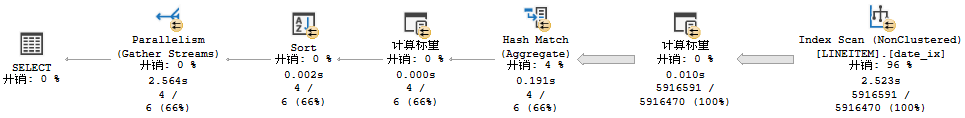 SELECT
开销: 0 %
Parallelism
(Gather Streams)
开销: 0 %
2.564s
4 /
6 (66%)
Sort
开销: 0 %
0.002s
4 /
6 (66%)
计算标量
开销: 0 %
0.000s
4 /
6 (66%)
Hash Match
(Aggregate)
开销: 4 %
0.191s
4 /
6 (66%)
计算标量
开销: 0 %
0.010s
5916591 /
5916470 (100%)
Index Scan (NonClustered)
[LINEITEM].[date_ix]
开销: 96 %
2.523s
5916591 /
5916470 (100%)